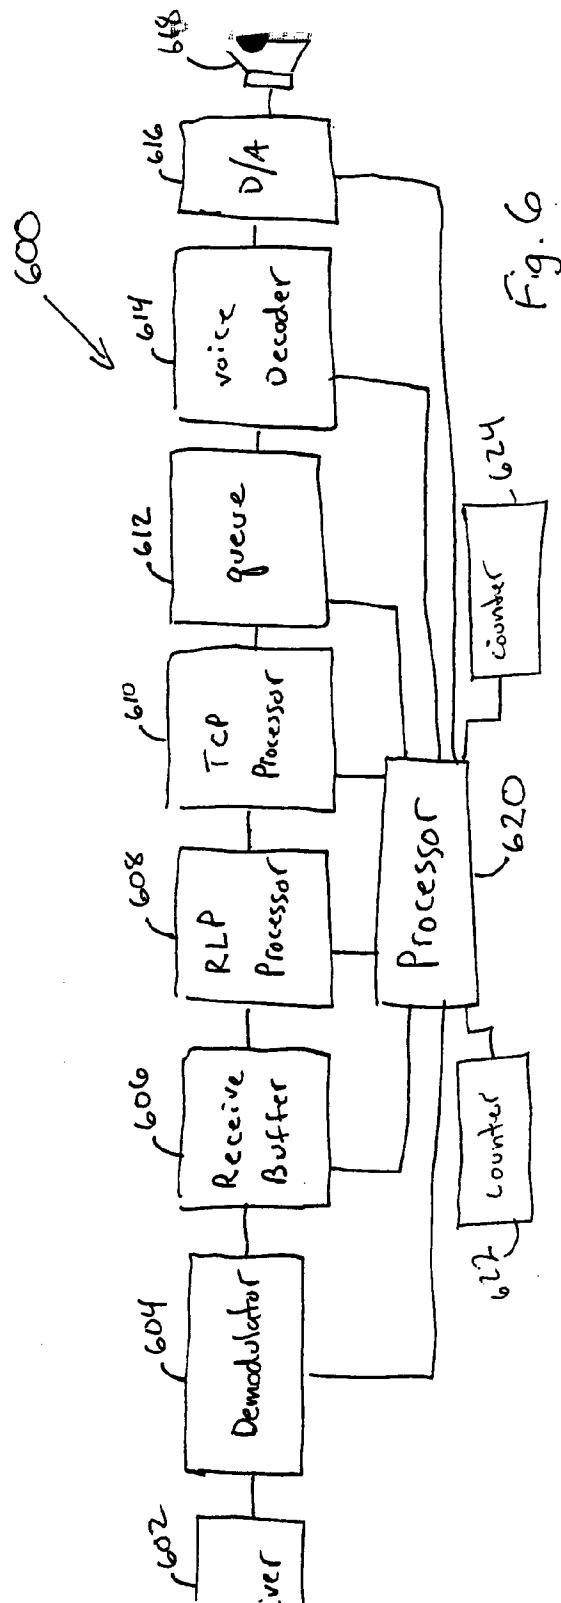 600
602
iver
604
Demodulator
606
Receive
Buffer
608
RLP
Processor
610
TCP
Processor
612
queue
614
voice
Decoder
616
D/A
618
Processor
620
counter
622
counter
624
Fig. 6